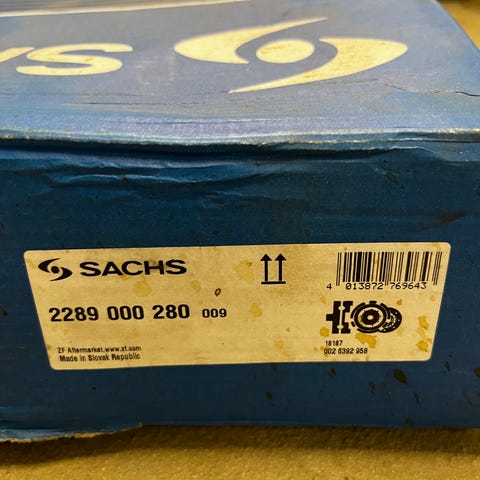 SACHS
2289 000 280 009
ZF Aftermarket, www.zf.com
Made in Slovak Republic
4 013872 769643
18187
002 6392 958